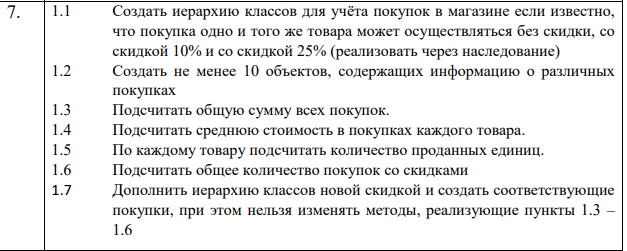 7. 1.1 Создать иерархию классов для учёта покупок в магазине если известно,
что покупка одно и того же товара может осуществляться без скидки, со
скидкой 10% и со скидкой 25% (реализовать через наследование)
1.2 Создать не менее 10 объектов, содержащих информацию о различных
покупках
1.3 Подсчитать общую сумму всех покупок.
1.4 Подсчитать среднюю стоимость в покупках каждого товара.
1.5 По каждому товару подсчитать количество проданных единиц.
1.6 Подсчитать общее количество покупок со скидками
1.7 Дополнить иерархию классов новой скидкой и создать соответствующие
покупки, при этом нельзя изменять методы, реализующие пункты 1.3 –
1.6